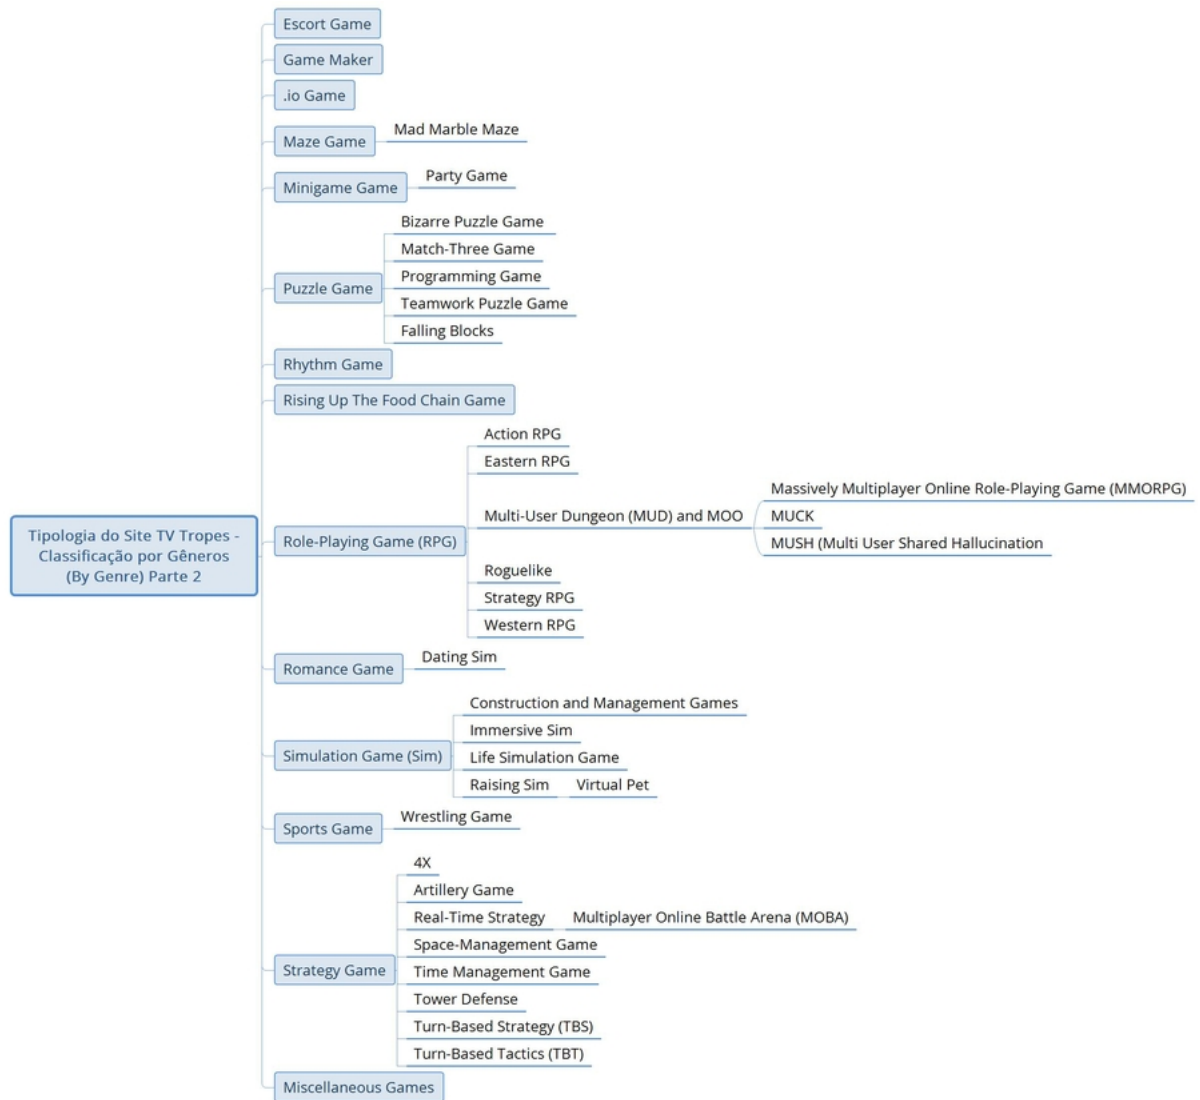 Escort Game
Game Maker
.io Game
Maze Game
Mad Marble Maze
Minigame Game
Party Game
Puzzle Game
Bizarre Puzzle Game
Match-Three Game
Programming Game
Teamwork Puzzle Game
Falling Blocks
Rhythm Game
Rising Up The Food Chain Game
Tipologia do Site TV Tropes -
Classificação por Gêneros
(By Genre) Parte 2
Role-Playing Game (RPG)
Action RPG
Eastern RPG
Multi-User Dungeon (MUD) and MOO
Massively Multiplayer Online Role-Playing Game (MMORPG)
MUCK
MUSH (Multi User Shared Hallucination
Roguelike
Strategy RPG
Western RPG
Romance Game
Dating Sim
Simulation Game (Sim)
Construction and Management Games
Immersive Sim
Life Simulation Game
Raising Sim
Virtual Pet
Sports Game
Wrestling Game
Strategy Game
4X
Artillery Game
Real-Time Strategy
Multiplayer Online Battle Arena (MOBA)
Space-Management Game
Time Management Game
Tower Defense
Turn-Based Strategy (TBS)
Turn-Based Tactics (TBT)
Miscellaneous Games